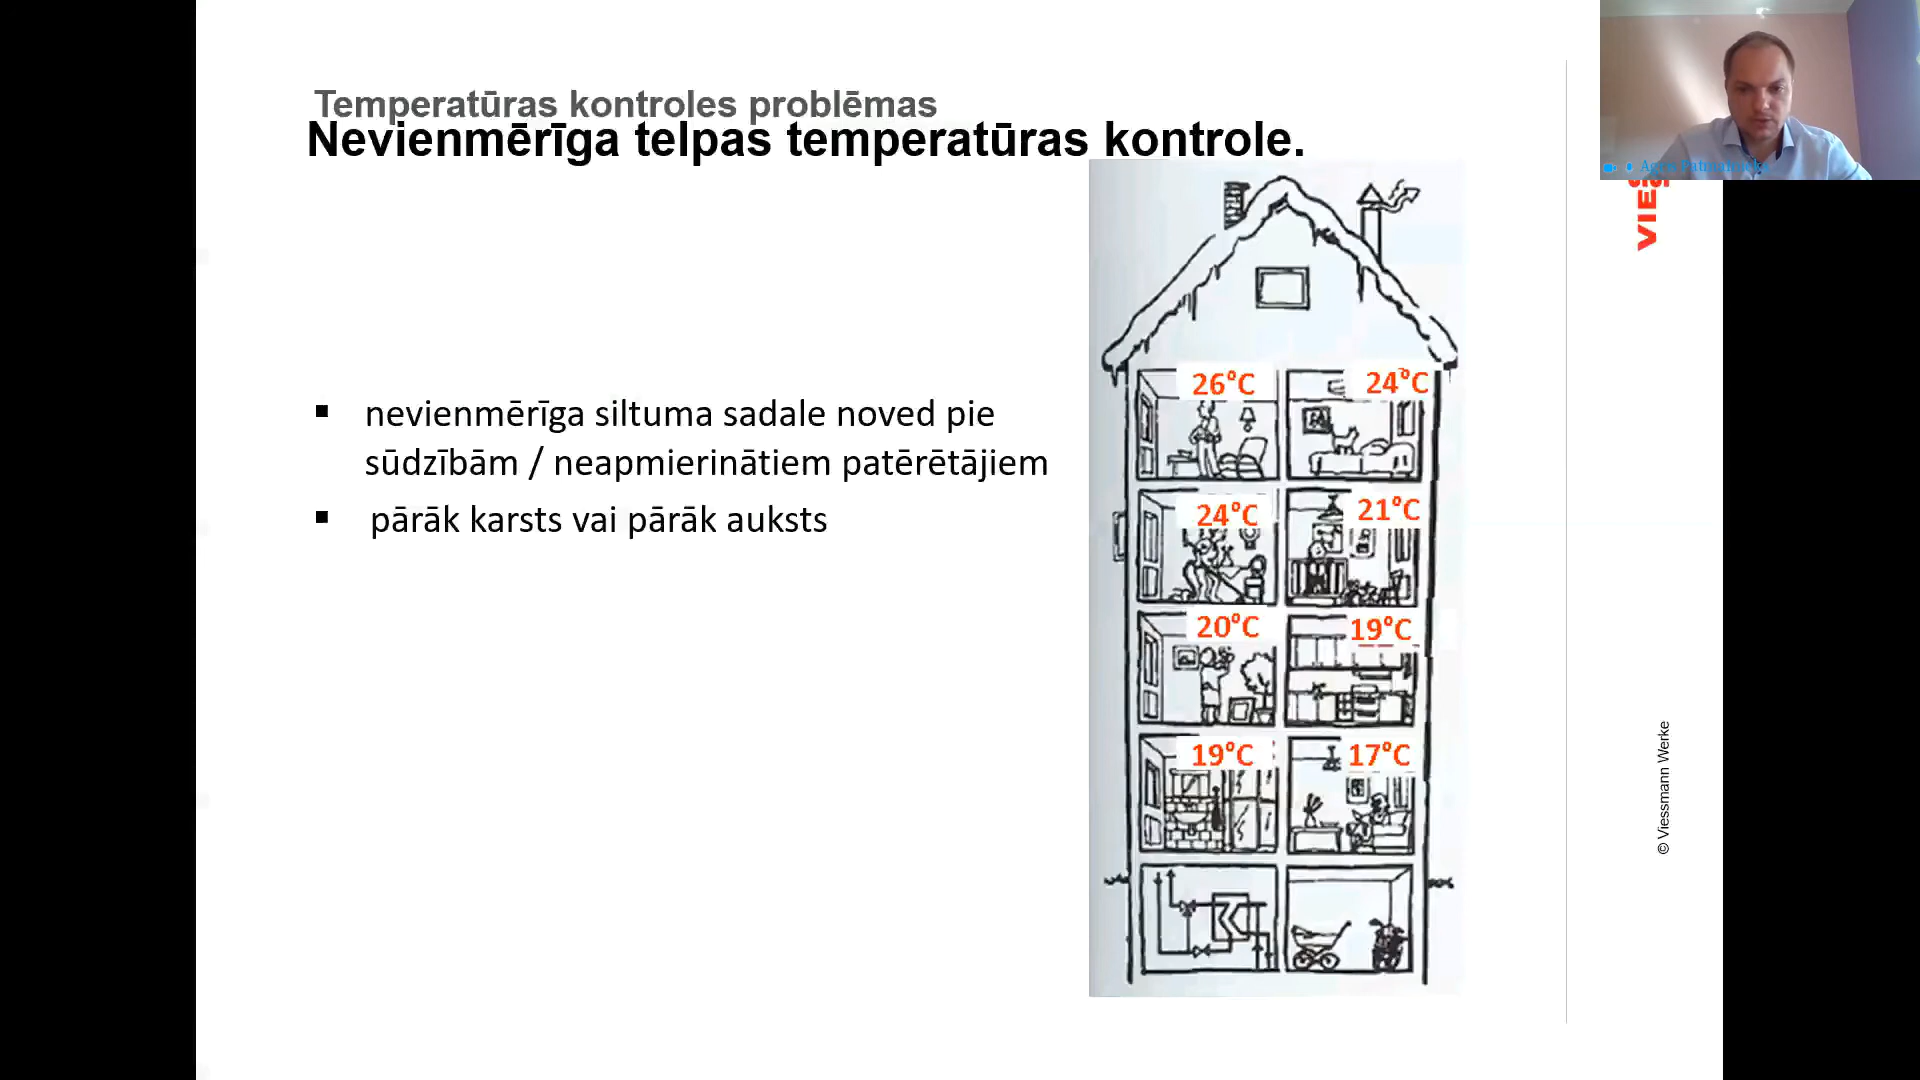 Temperatūras kontroles problēmas
Nevienmērīga telpas temperatūras kontrole.
▪ nevienmērīga siltuma sadale noved pie
sūdzībām / neapmierinātiem patērētājiem
▪ pārāk karsts vai pārāk auksts
26°C 24°C
24°C 21°C
20°C 19°C
19°C 17°C
© Viessmann Werke